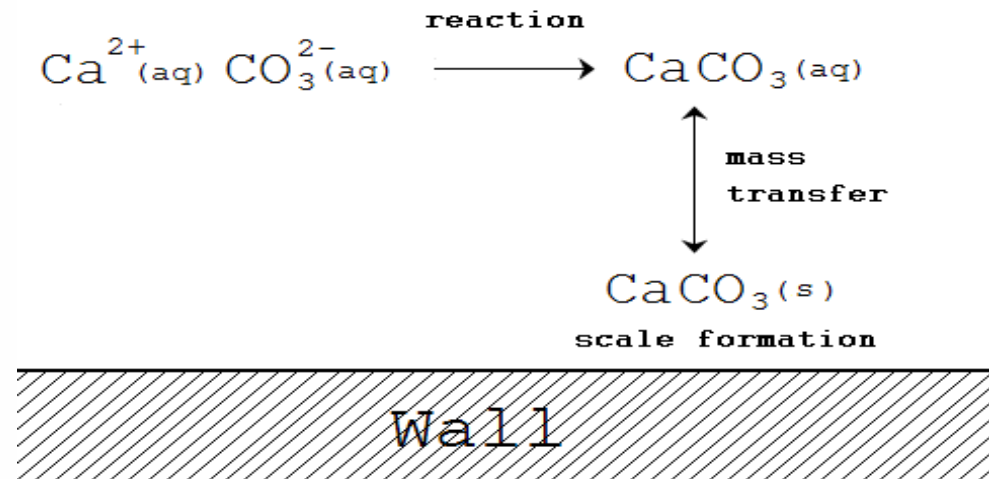 reaction
Ca²⁺(aq) CO₃²⁻(aq) CaCO₃(aq)
mass
transfer
CaCO₃(s)
scale formation
Wall